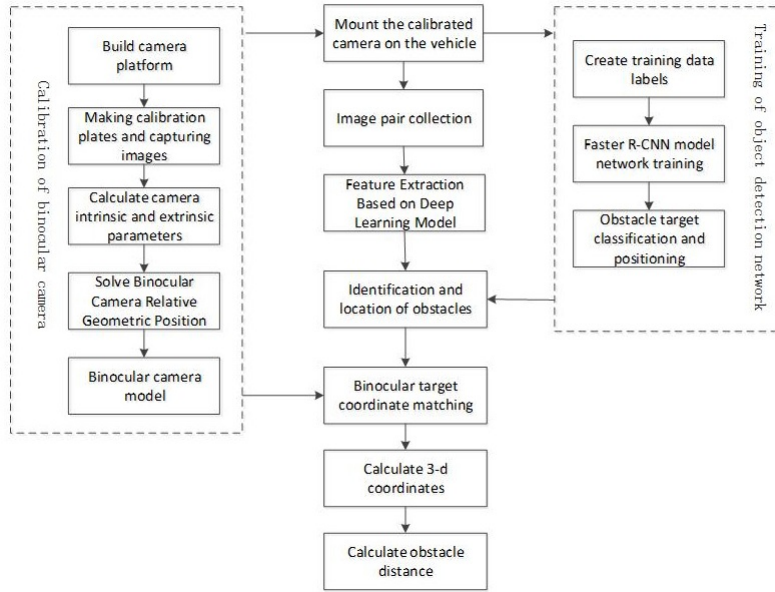 Calibration of binocular camera
Build camera
platform
Making calibration
plates and capturing
images
Calculate camera
intrinsic and extrinsic
parameters
Solve Binocular
Camera Relative
Geometric Position
Binocular camera
model
Mount the calibrated
camera on the vehicle
Image pair collection
Feature Extraction
Based on Deep
Learning Model
Identification and
location of obstacles
Binocular target
coordinate matching
Calculate 3-d
coordinates
Calculate obstacle
distance
Create training data
labels
Faster R-CNN model
network training
Obstacle target
classification and
positioning
Training of object detection network